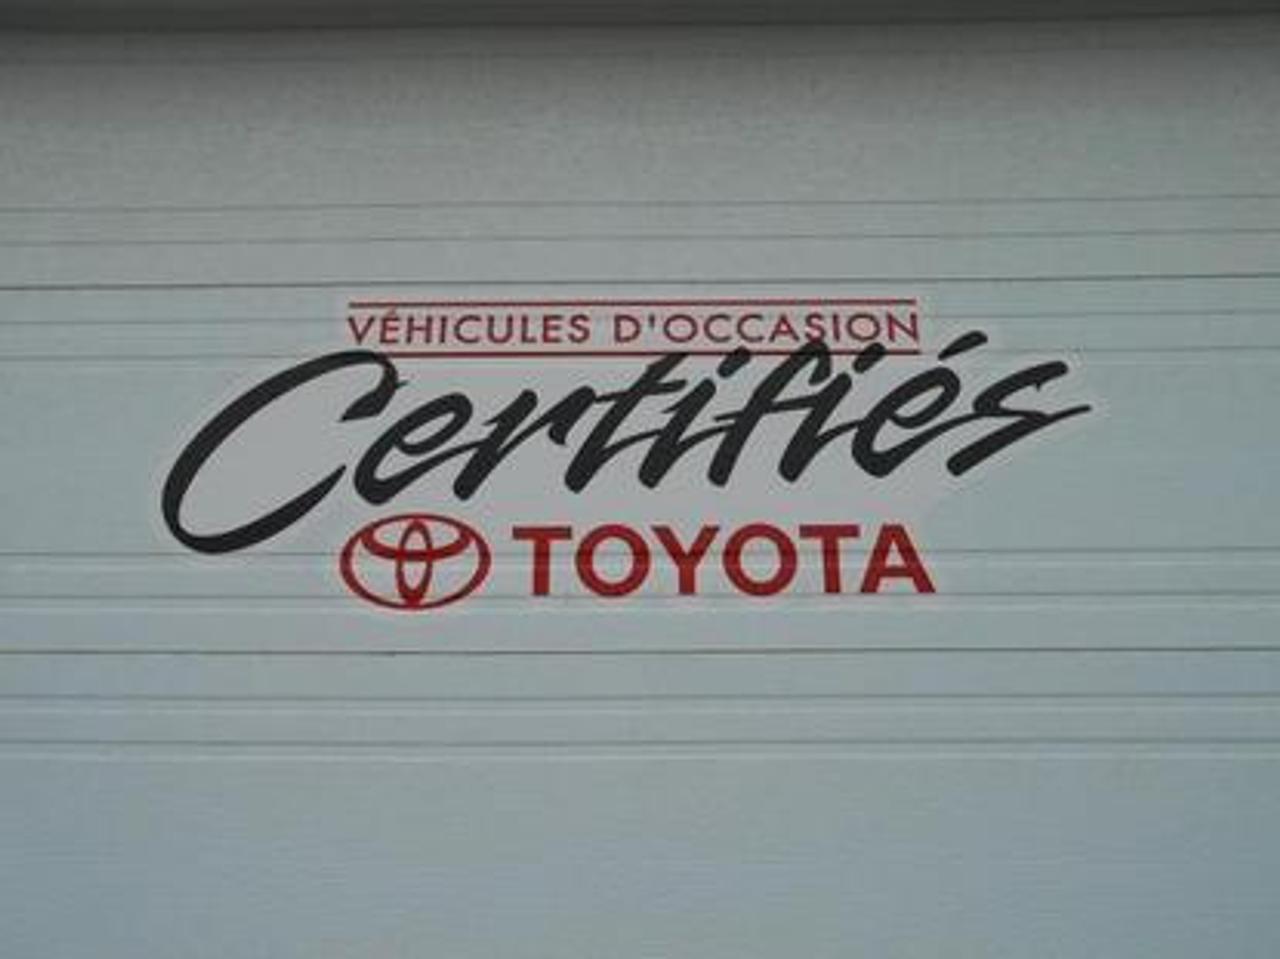 VÉHICULES D'OCCASION
Certifiés
TOYOTA